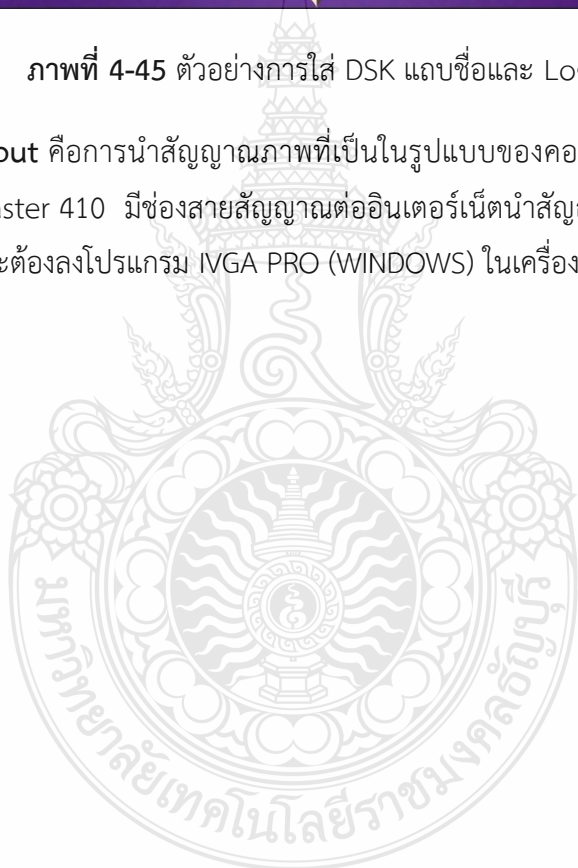 ภาพที่ 4-45 ตัวอย่างการใส่ DSK แถบชื่อและ Lo
out คือการนำสัญญาณภาพที่เป็นในรูปแบบของคอ
aster 410 มีช่องสายสัญญาณต่ออินเตอร์เน็ตนำสัญ
ะต้องลงโปรแกรม IVGA PRO (WINDOWS) ในเครื่อง
มหาวิทยาลัยเทคโนโลยีราชมงคลธัญบุรี